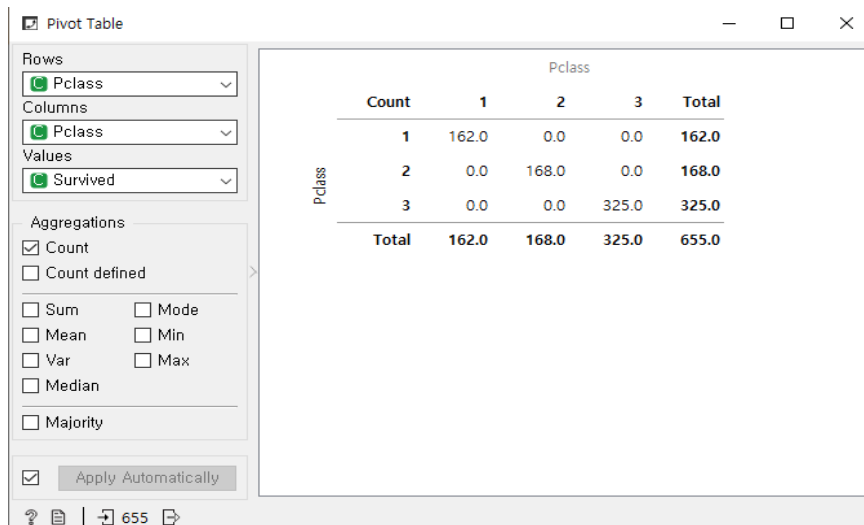 Pivot Table
Rows
C Pclass
Columns
C Pclass
Values
C Survived
Aggregations
Count
Count defined
Sum Mode
Mean Min
Var Max
Median
Majority
Apply Automatically
? 655
Pclass
Count 1 2 3 Total
1 162.0 0.0 0.0 162.0
Pclass
2 0.0 168.0 0.0 168.0
3 0.0 0.0 325.0 325.0
Total 162.0 168.0 325.0 655.0